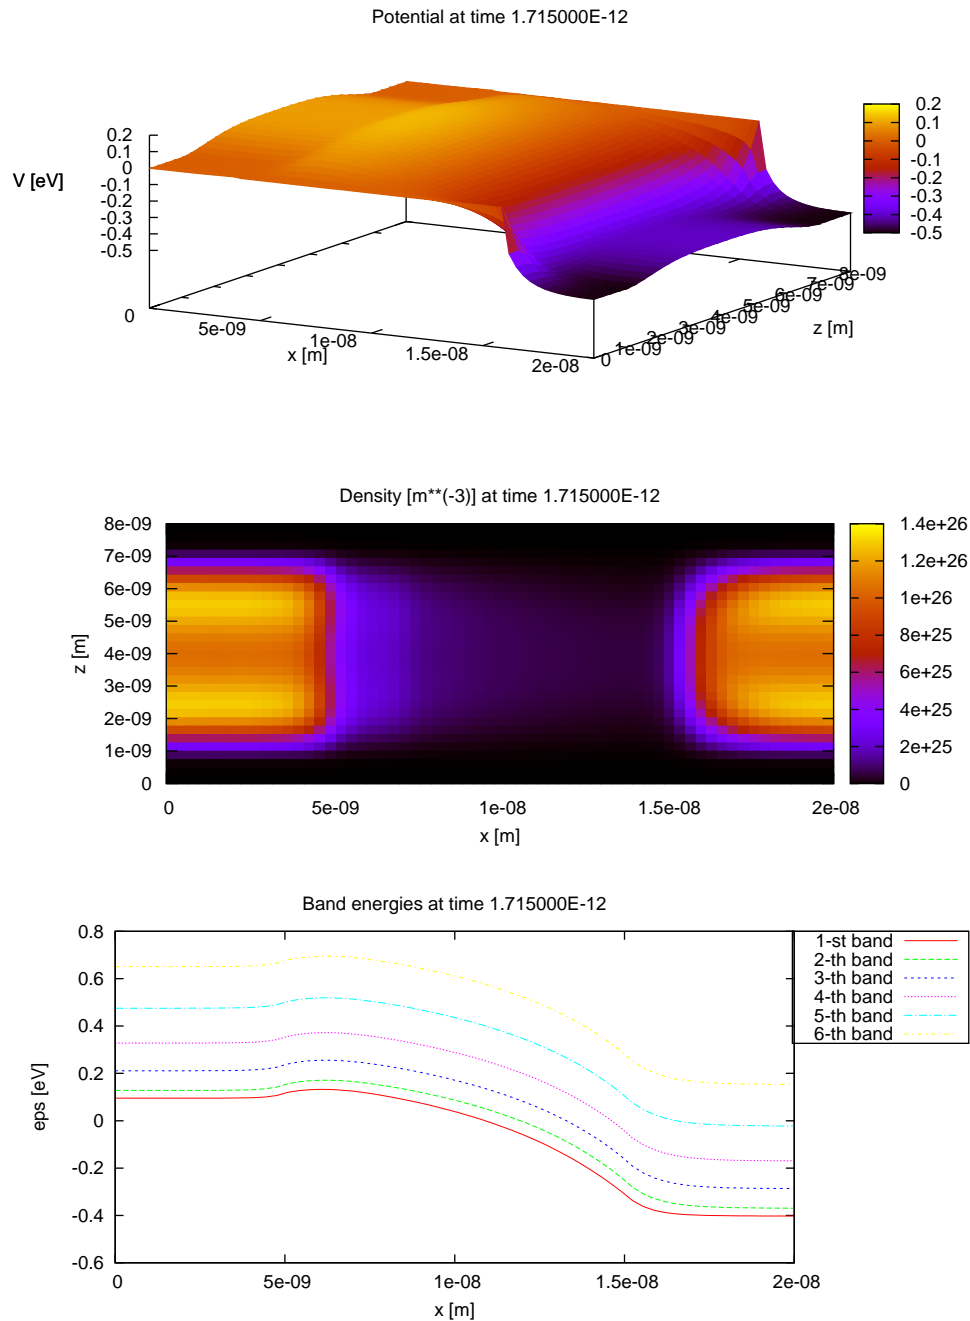 Potential at time 1.715000E-12
V [eV]
0.2
0.1
0
-0.1
-0.2
-0.3
-0.4
-0.5
0
5e-09
1e-08
1.5e-08
2e-08
x [m]
0
1e-09
2e-09
3e-09
4e-09
5e-09
6e-09
7e-09
8e-09
z [m]
0.2
0.1
0
-0.1
-0.2
-0.3
-0.4
-0.5
Density [m**(-3)] at time 1.715000E-12
8e-09
7e-09
6e-09
5e-09
4e-09
3e-09
2e-09
1e-09
0
z [m]
0 5e-09 1e-08 1.5e-08 2e-08
x [m]
1.4e+26
1.2e+26
1e+26
8e+25
6e+25
4e+25
2e+25
0
Band energies at time 1.715000E-12
0.8
0.6
0.4
0.2
0
-0.2
-0.4
-0.6
eps [eV]
0 5e-09 1e-08 1.5e-08 2e-08
x [m]
1-st band
2-th band
3-th band
4-th band
5-th band
6-th band